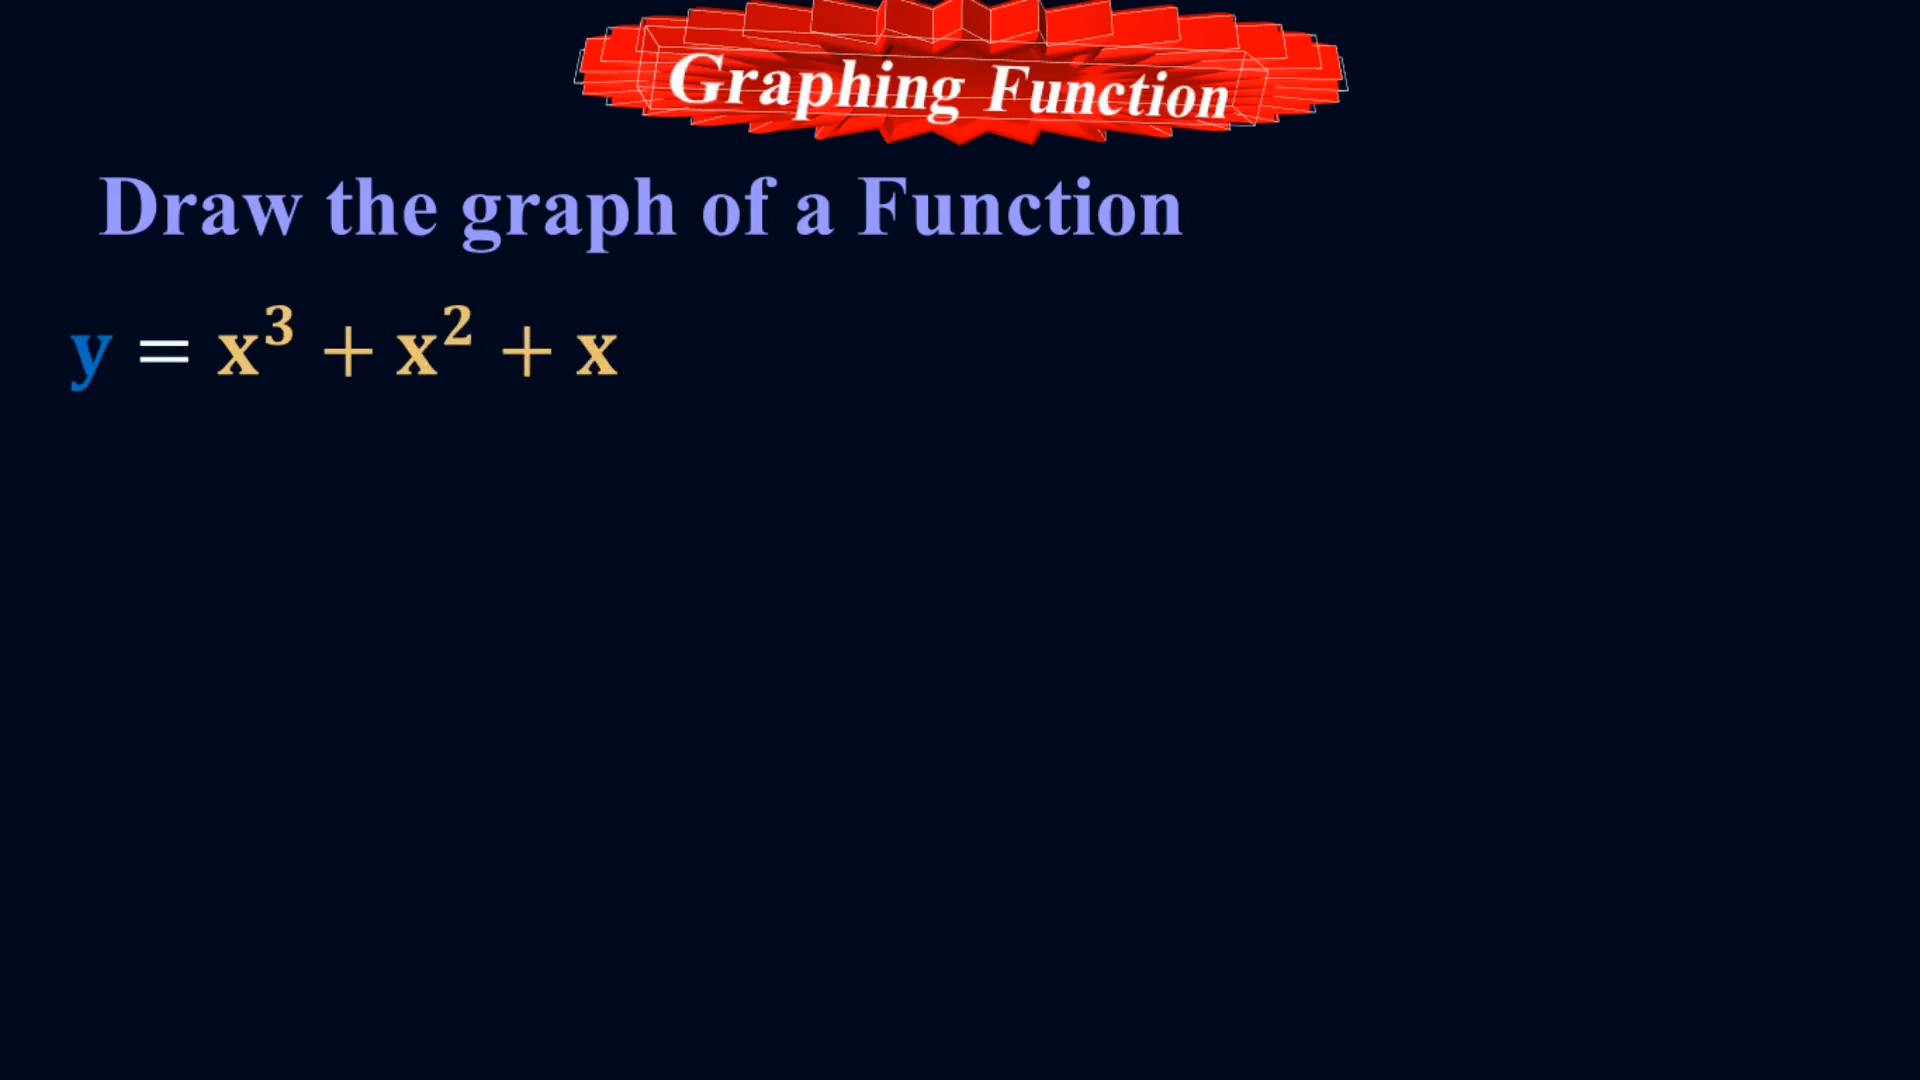 Graphing Function
Draw the graph of a Function
y = x³ + x² + x